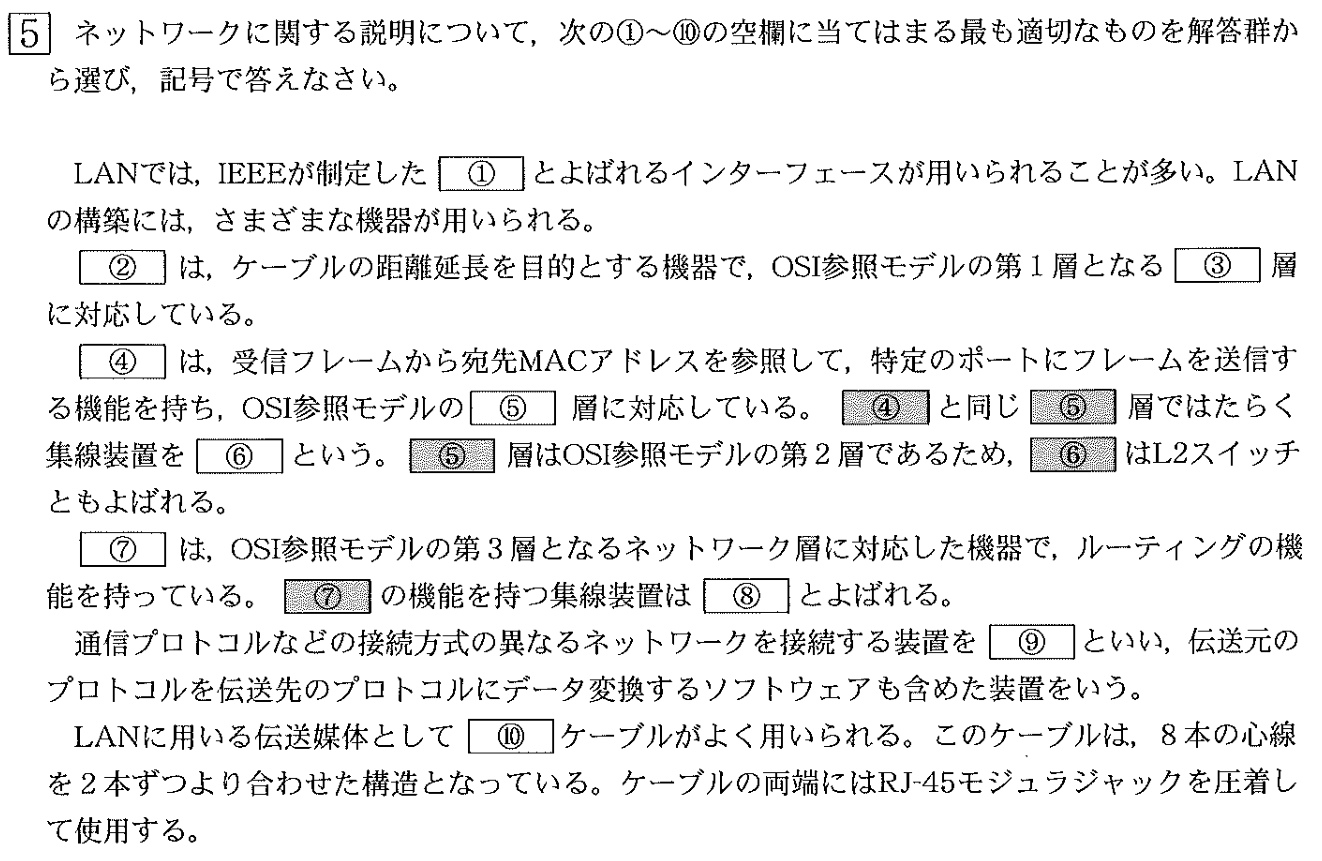 5 ネットワークに関する説明について，次の①～⑩の空欄に当てはまる最も適切なものを解答群か
ら選び，記号で答えなさい。
LANでは，IEEEが制定した ① とよばれるインターフェースが用いられることが多い。LAN
の構築には，さまざまな機器が用いられる。
② は，ケーブルの距離延長を目的とする機器で，OSI参照モデルの第１層となる ③ 層
に対応している。
④ は，受信フレームから宛先MACアドレスを参照して，特定のポートにフレームを送信す
る機能を持ち，OSI参照モデルの ⑤ 層に対応している。 ④ と同じ ⑤ 層ではたらく
集線装置を ⑥ という。 ⑤ 層はOSI参照モデルの第２層であるため， ⑥ はL2スイッチ
ともよばれる。
⑦ は，OSI参照モデルの第３層となるネットワーク層に対応した機器で，ルーティングの機
能を持っている。 ⑦ の機能を持つ集線装置は ⑧ とよばれる。
通信プロトコルなどの接続方式の異なるネットワークを接続する装置を ⑨ といい，伝送元の
プロトコルを伝送先のプロトコルにデータ変換するソフトウェアも含めた装置をいう。
LANに用いる伝送媒体として ⑩ ケーブルがよく用いられる。このケーブルは，８本の心線
を２本ずつより合わせた構造となっている。ケーブルの両端にはRJ-45モジュラジャックを圧着し
て使用する。